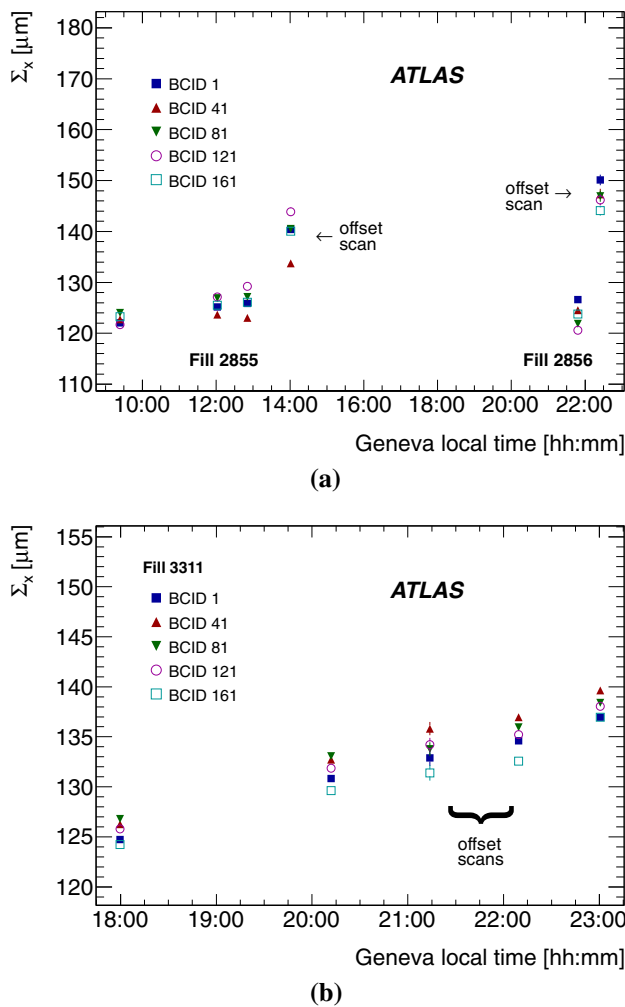 Σx [μm]
180
170
160
150
140
130
120
110
ATLAS
BCID 1
BCID 41
BCID 81
BCID 121
BCID 161
← offset
scan
offset →
scan
Fill 2855
Fill 2856
10:00 12:00 14:00 16:00 18:00 20:00 22:00
Geneva local time [hh:mm]
(a)
Σx [μm]
155
150
145
140
135
130
125
120
Fill 3311
ATLAS
BCID 1
BCID 41
BCID 81
BCID 121
BCID 161
offset
scans
18:00 19:00 20:00 21:00 22:00 23:00
Geneva local time [hh:mm]
(b)